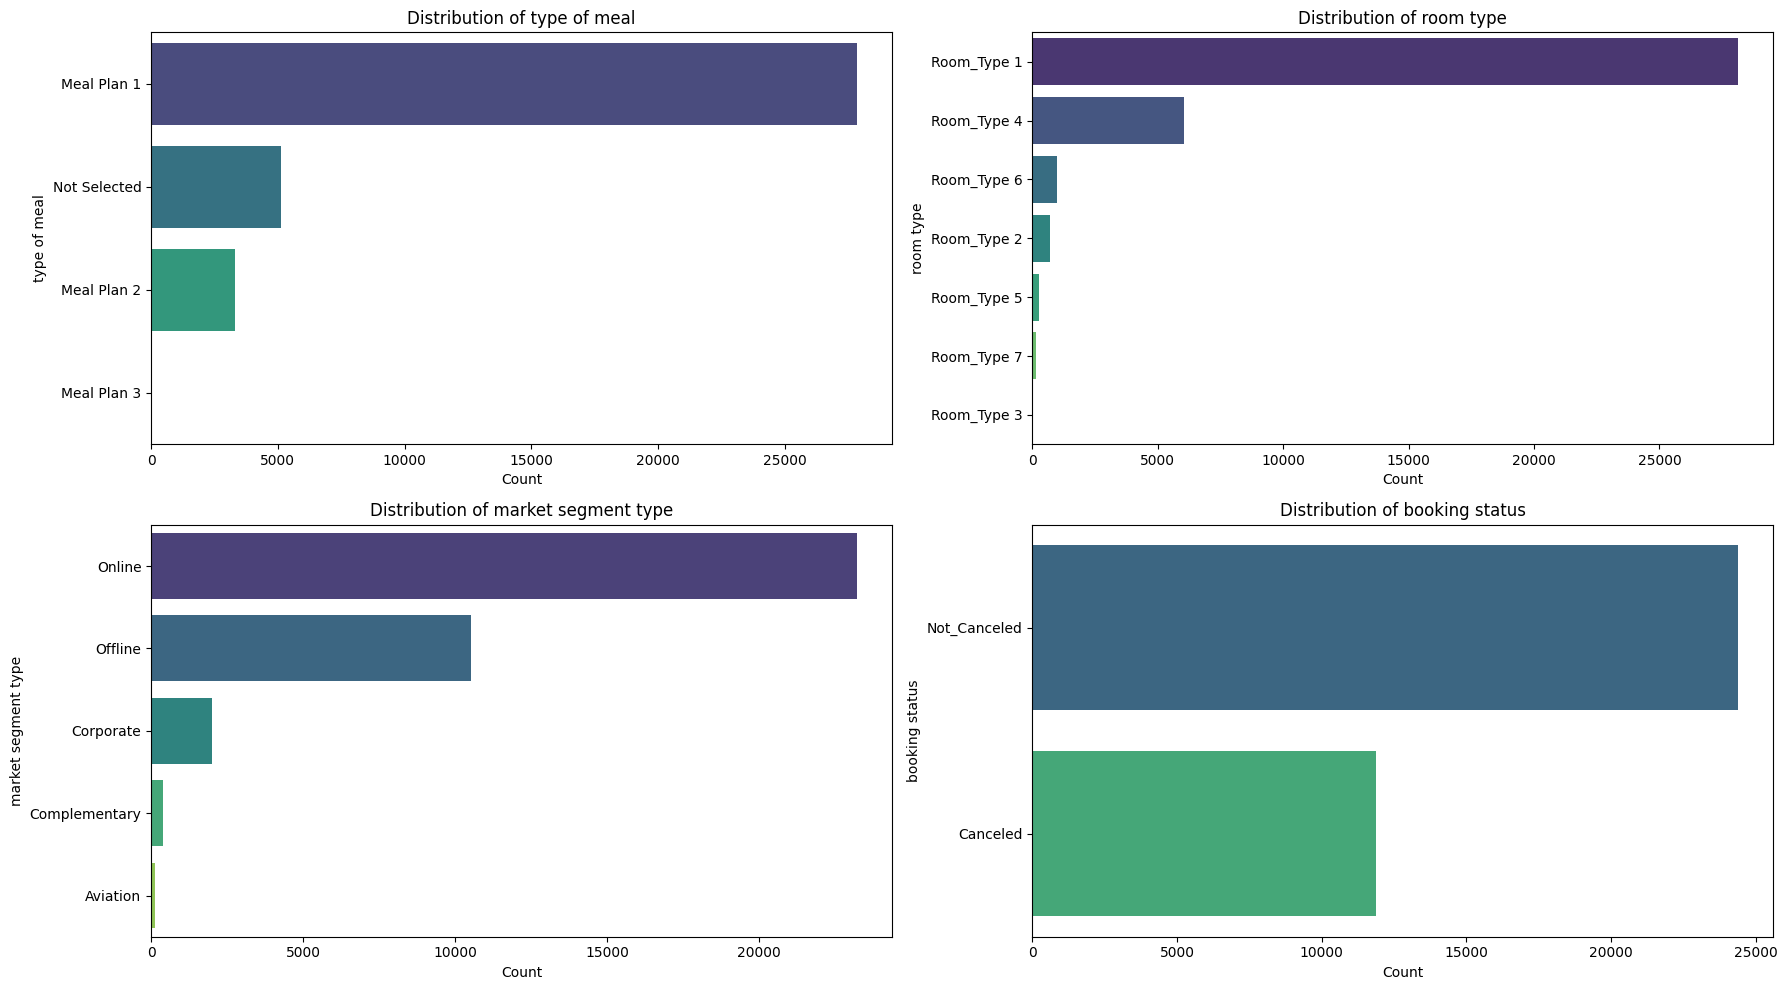 Distribution of type of meal
type of meal
Meal Plan 1
Not Selected
Meal Plan 2
Meal Plan 3
0 5000 10000 15000 20000 25000
Count
Distribution of room type
room type
Room_Type 1
Room_Type 4
Room_Type 6
Room_Type 2
Room_Type 5
Room_Type 7
Room_Type 3
0 5000 10000 15000 20000 25000
Count
Distribution of market segment type
market segment type
Online
Offline
Corporate
Complementary
Aviation
0 5000 10000 15000 20000
Count
Distribution of booking status
booking status
Not_Canceled
Canceled
0 5000 10000 15000 20000 25000
Count